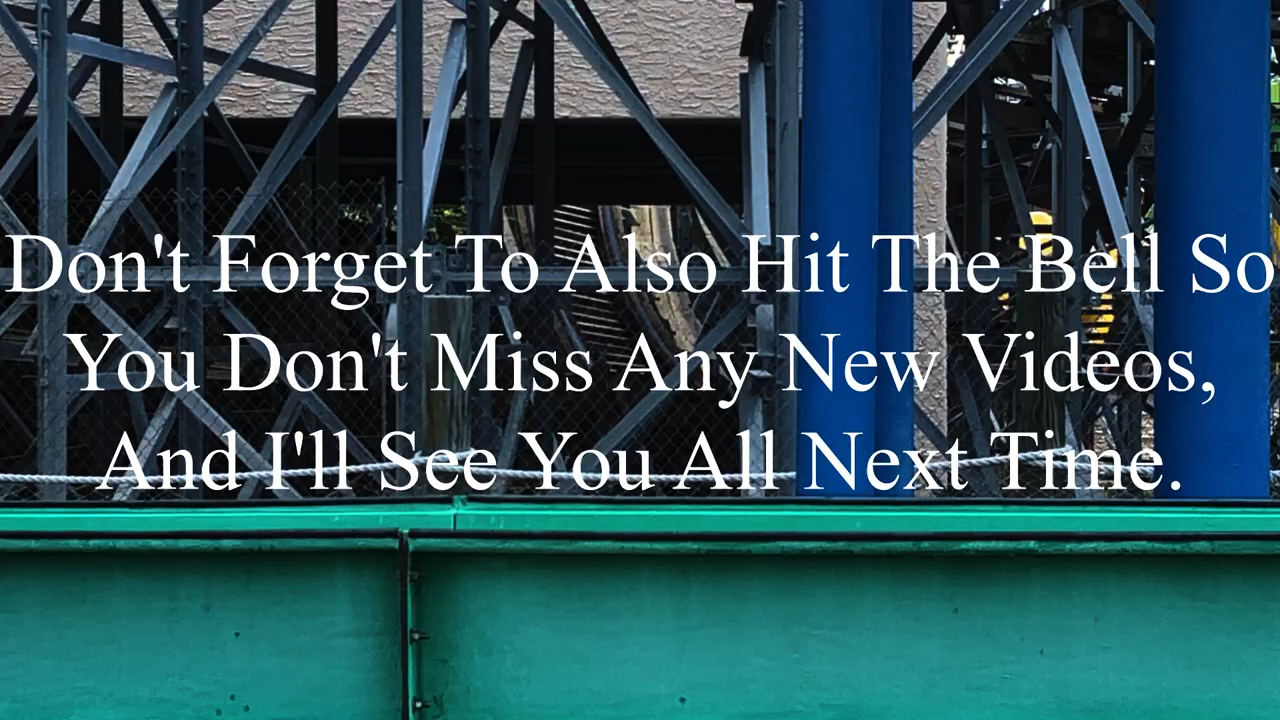 Don't Forget To Also Hit The Bell So
You Don't Miss Any New Videos,
And I'll See You All Next Time.